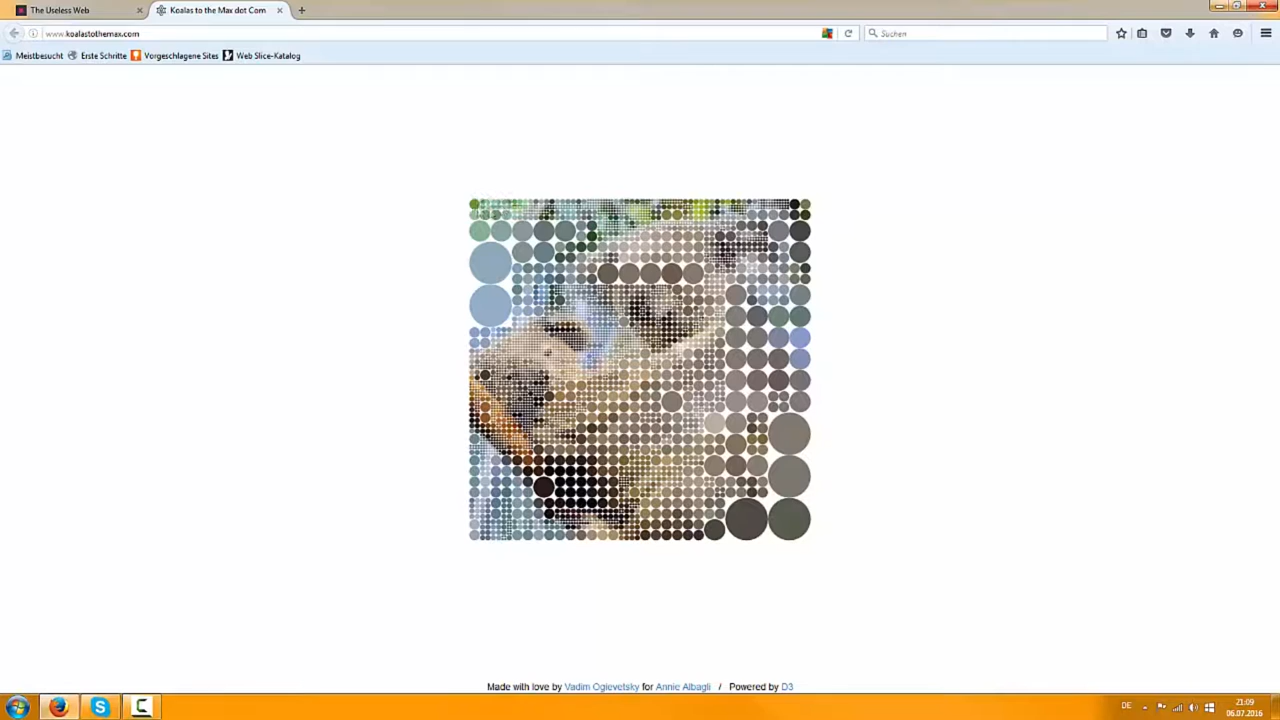 The Useless Web
Koalas to the Max dot Com
www.koalastothemax.com
Suchen
Meistbesucht
Erste Schritte
Vorgeschlagene Sites
Web Slice-Katalog
Made with love by Vadim Ogievetsky for Annie Albagli / Powered by D3
DE
21:09
06.07.2016